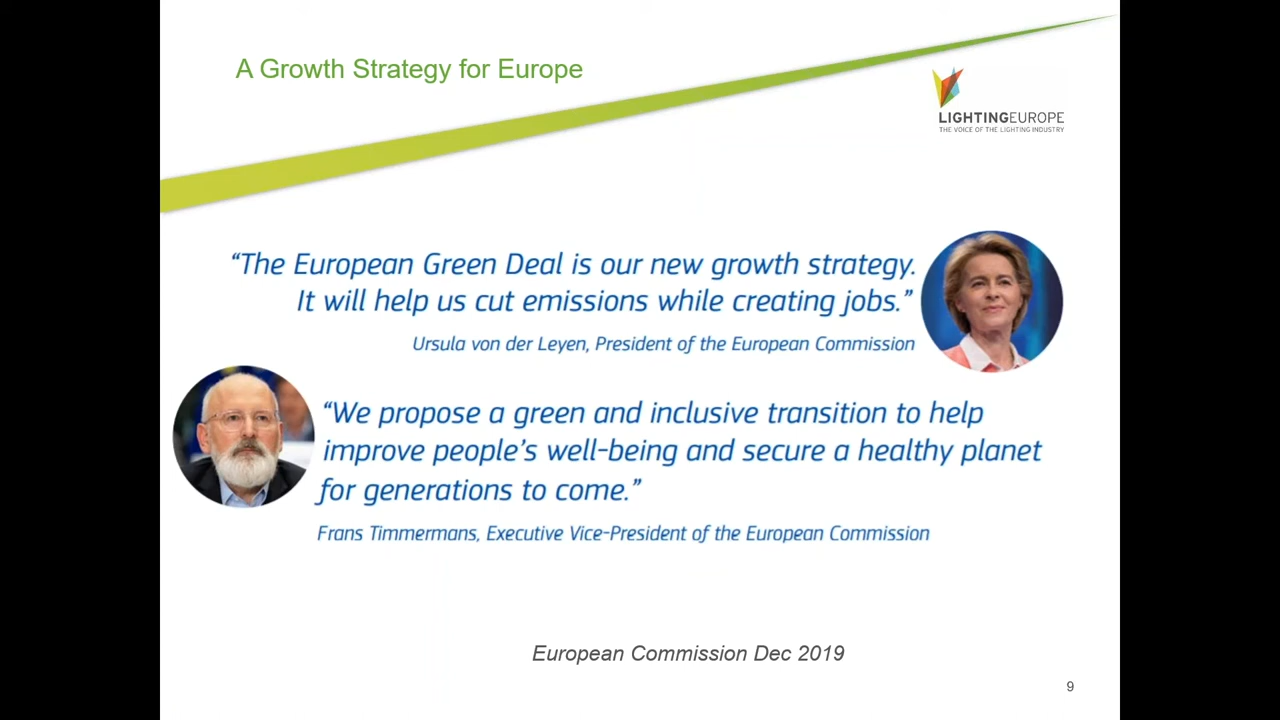 A Growth Strategy for Europe
LIGHTINGEUROPE
THE VOICE OF THE LIGHTING INDUSTRY
“The European Green Deal is our new growth strategy.
It will help us cut emissions while creating jobs.”
Ursula von der Leyen, President of the European Commission
“We propose a green and inclusive transition to help
improve people’s well-being and secure a healthy planet
for generations to come.”
Frans Timmermans, Executive Vice-President of the European Commission
European Commission Dec 2019
9